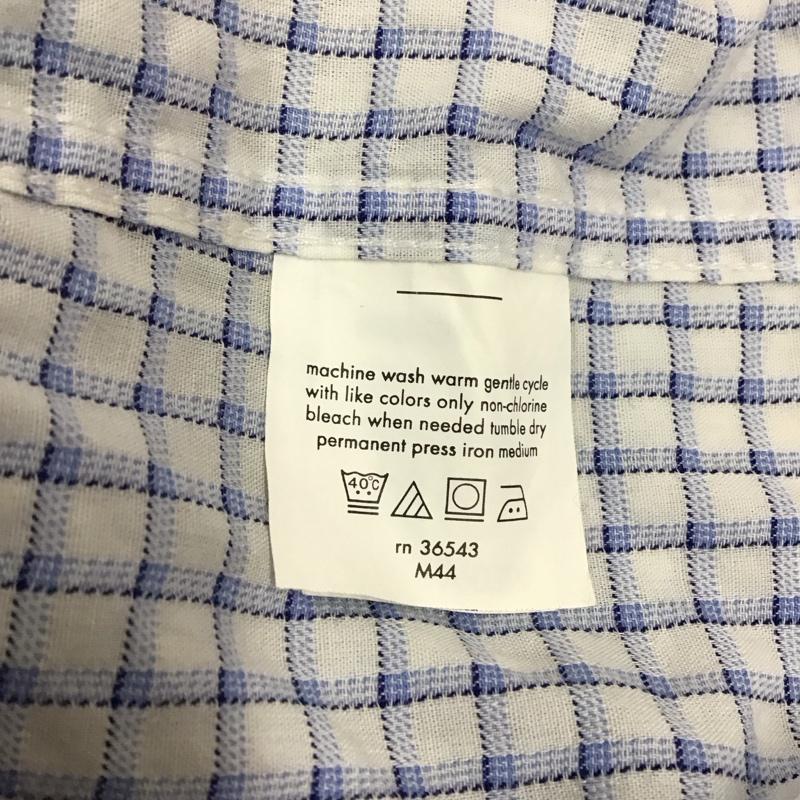 machine wash warm gentle cycle
with like colors only non-chlorine
bleach when needed tumble dry
permanent press iron medium
40°C
rn 36543
M44